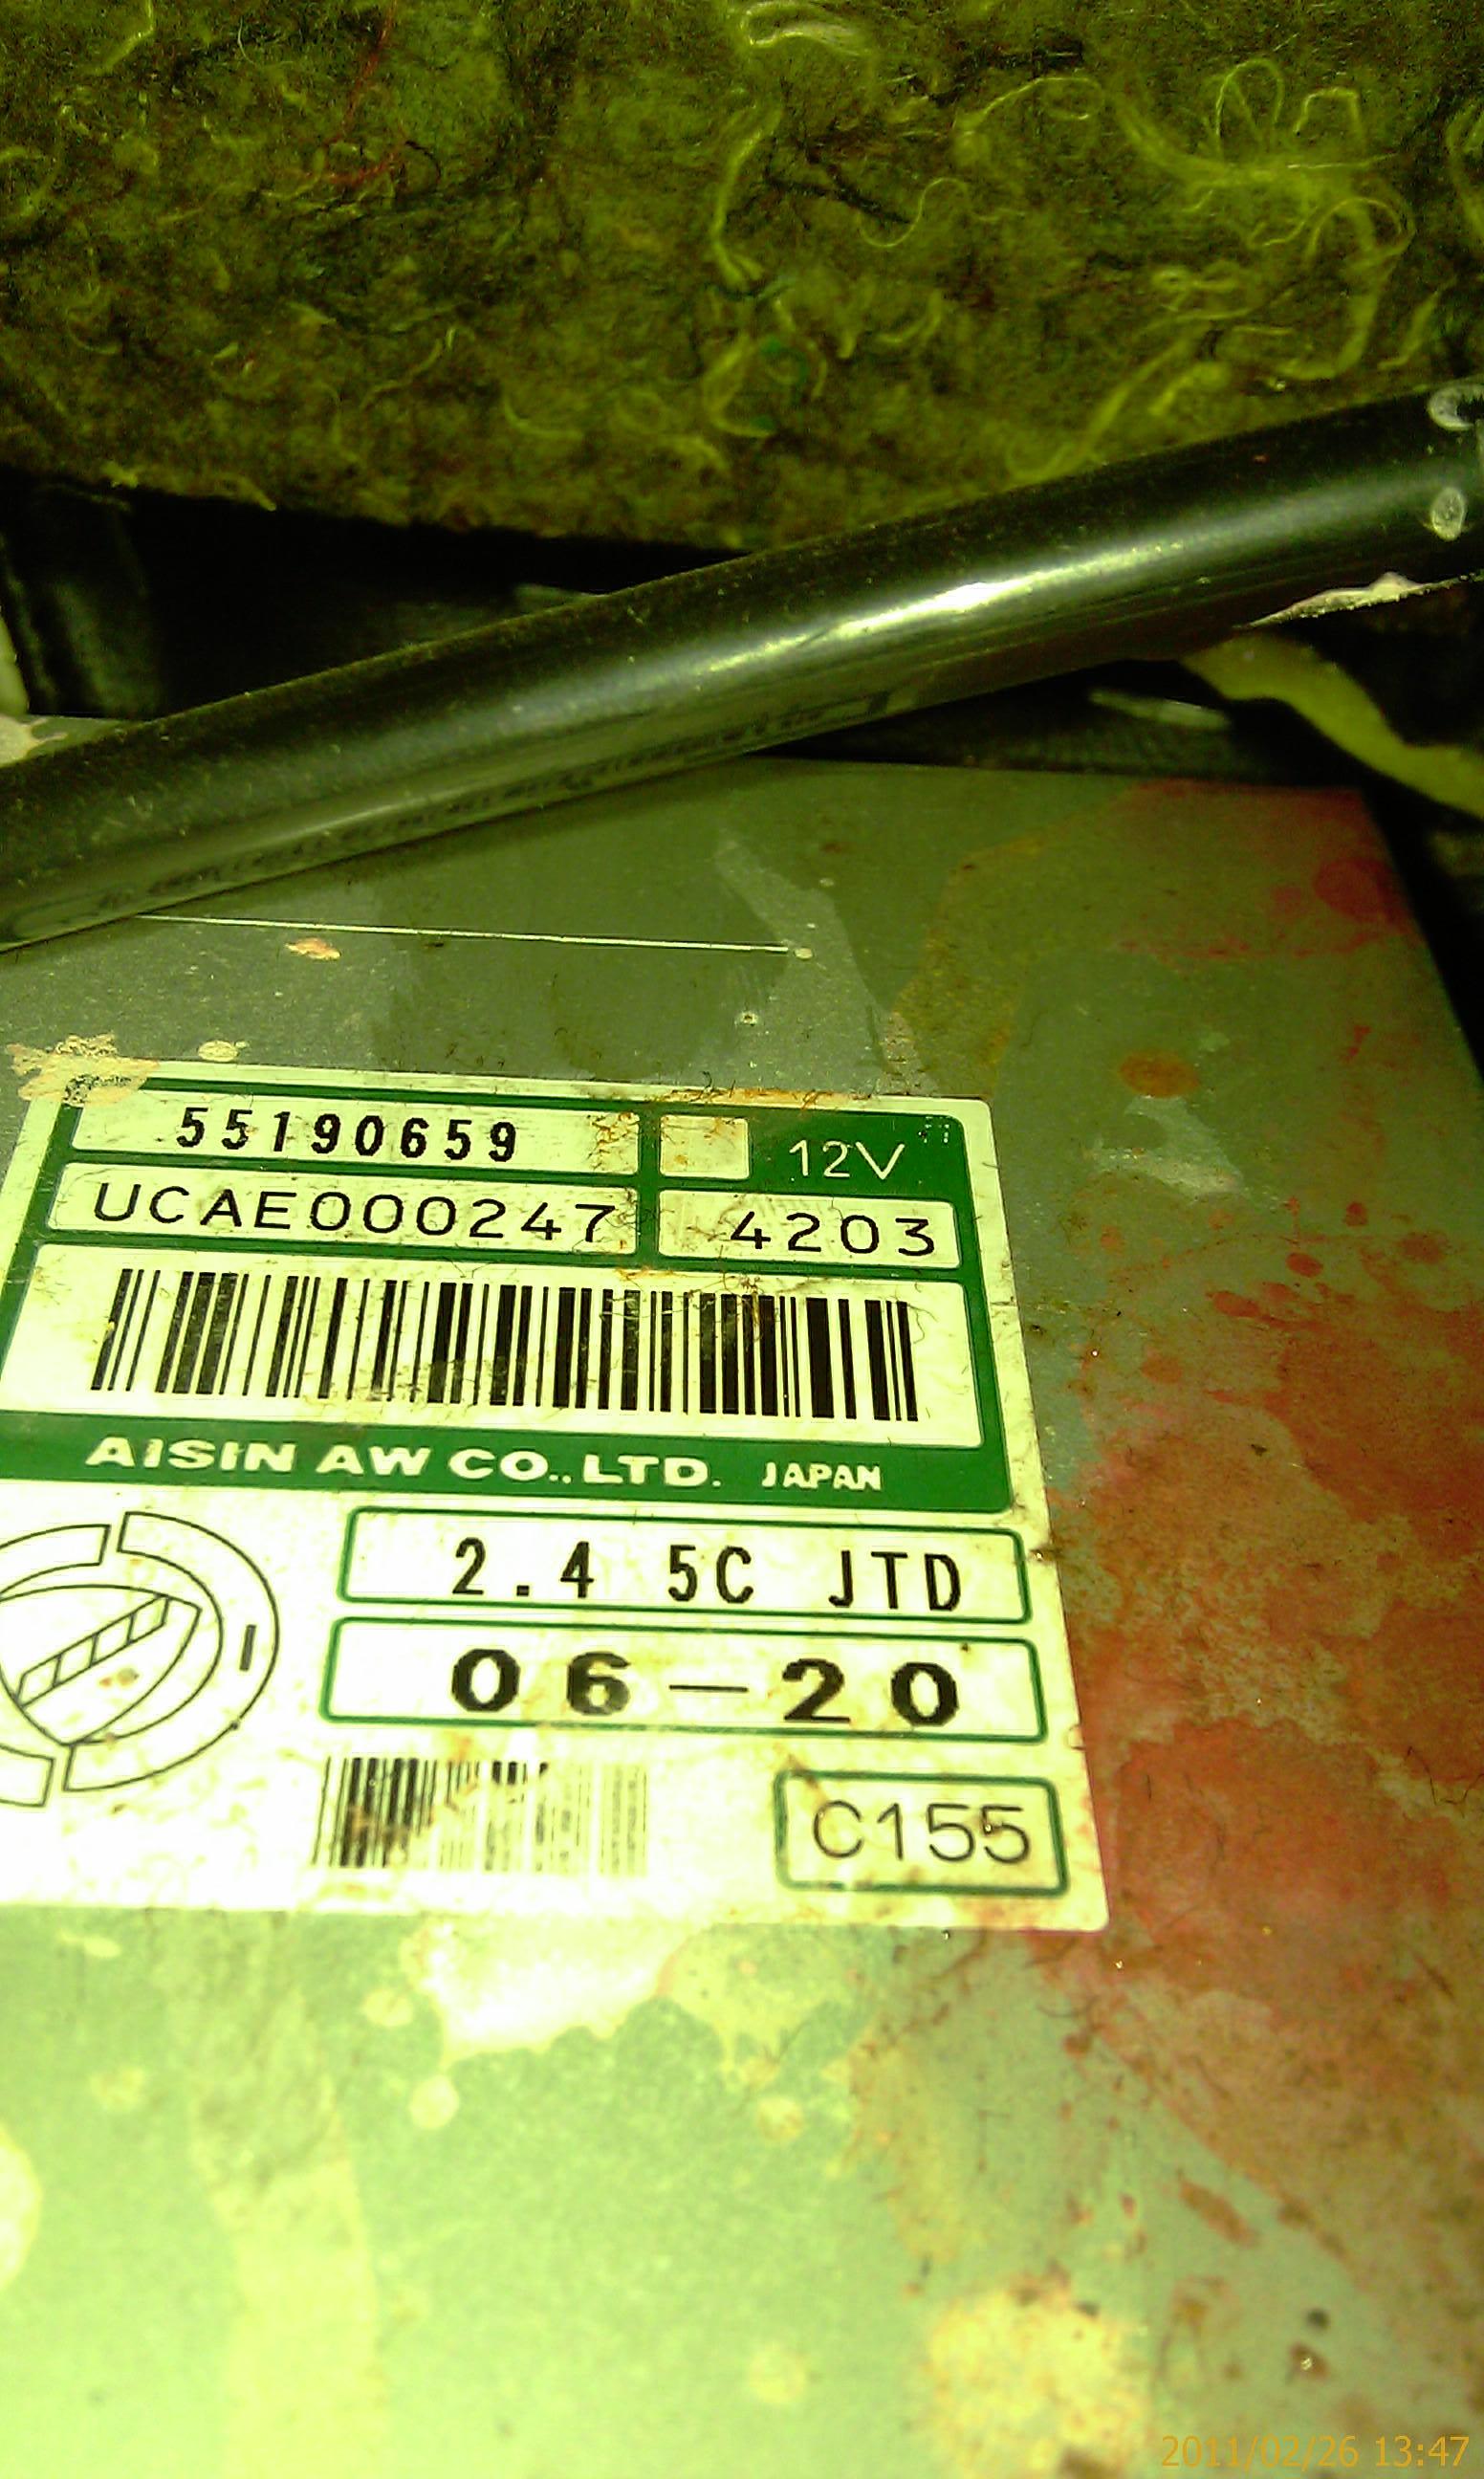 55190659
12V
UCAE000247
4203
AISIN AW CO.,LTD. JAPAN
2.4 5C JTD
06-20
C155
2011/02/26 13:47